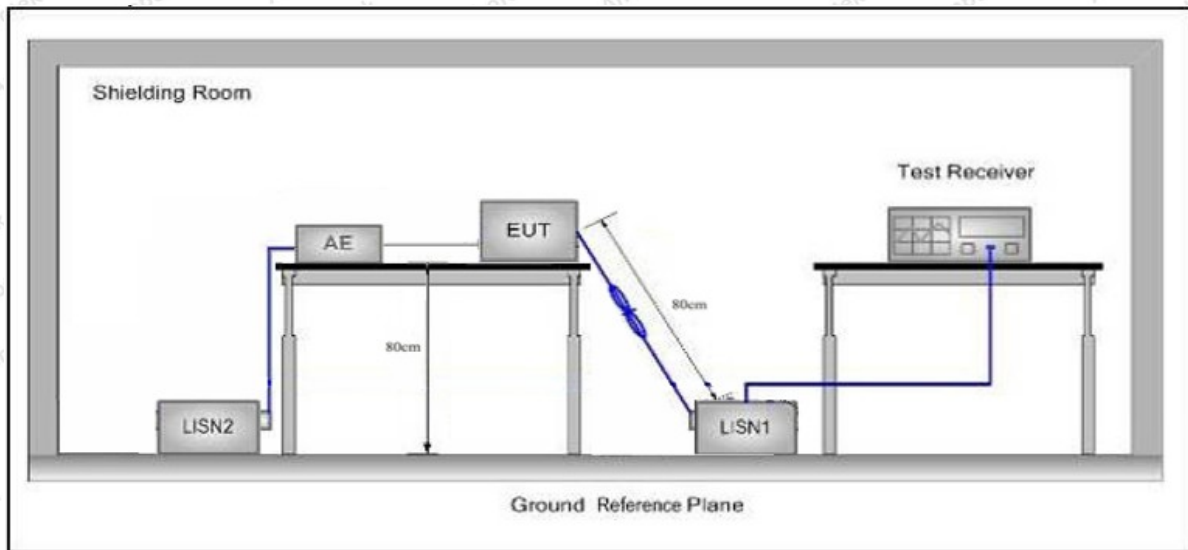 Shielding Room
Test Receiver
EUT
AE
80cm
80cm
LISN2
LISN1
Ground Reference Plane